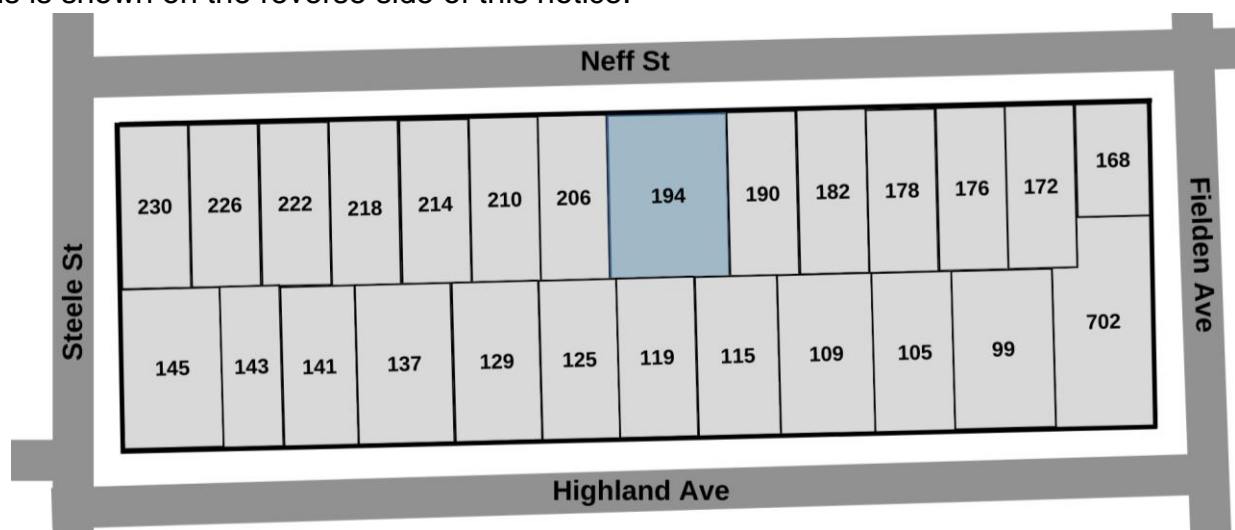 is shown on the reverse side of this notice.
Neff St
168
230 226 222 218 214 210 206 194 190 182 178 176 172
Steele St
Fielden Ave
702
145 143 141 137 129 125 119 115 109 105 99
Highland Ave